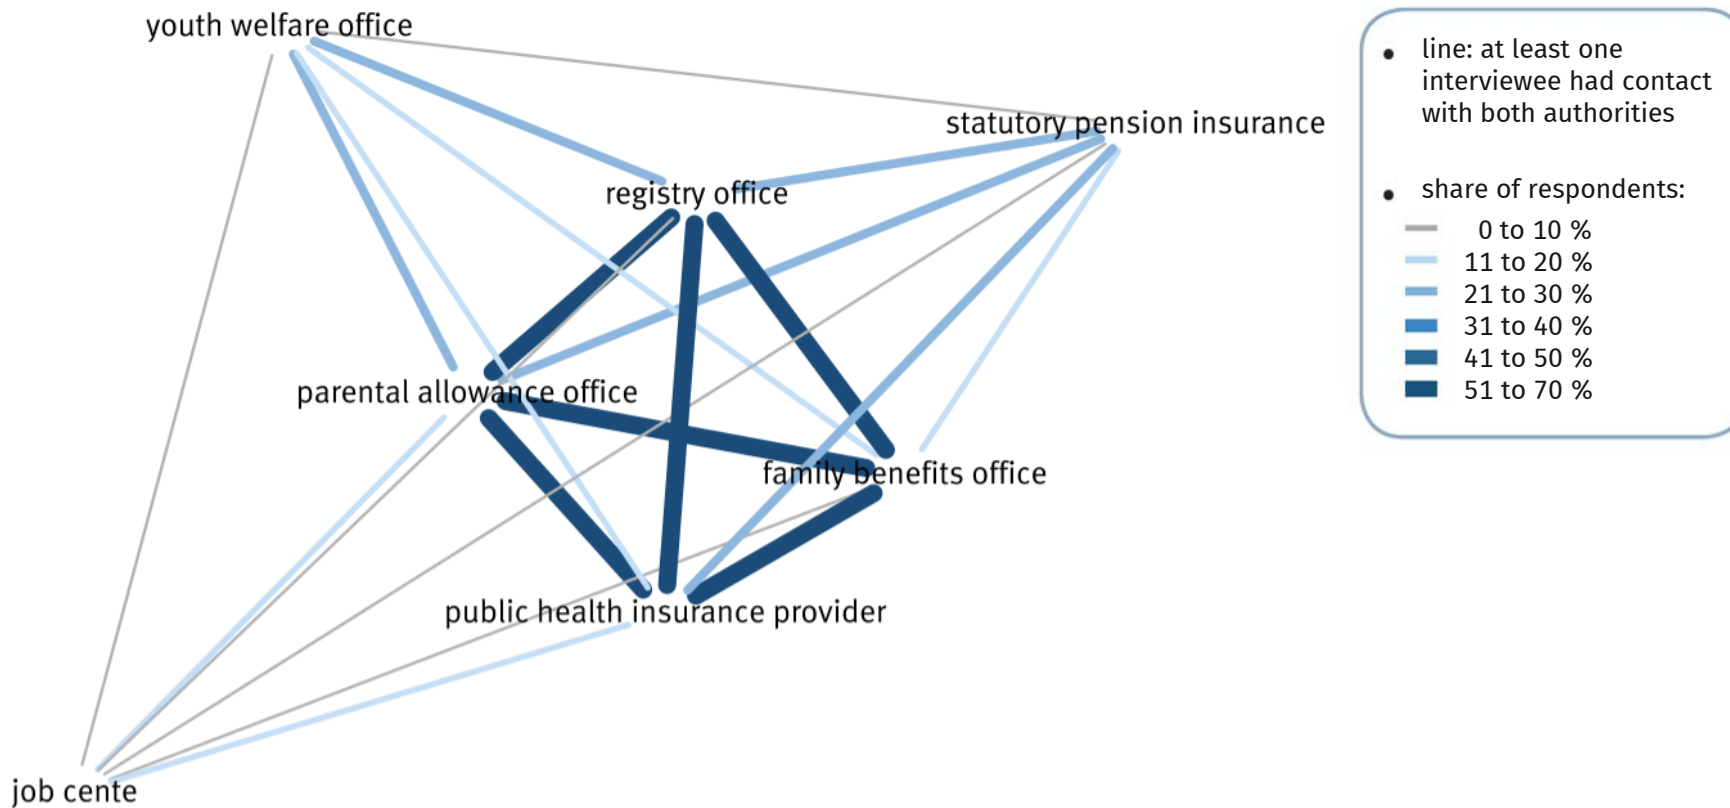 youth welfare office
statutory pension insurance
registry office
parental allowance office
family benefits office
public health insurance provider
job cente
• line: at least one
interviewee had contact
with both authorities
• share of respondents:
0 to 10 %
11 to 20 %
21 to 30 %
31 to 40 %
41 to 50 %
51 to 70 %